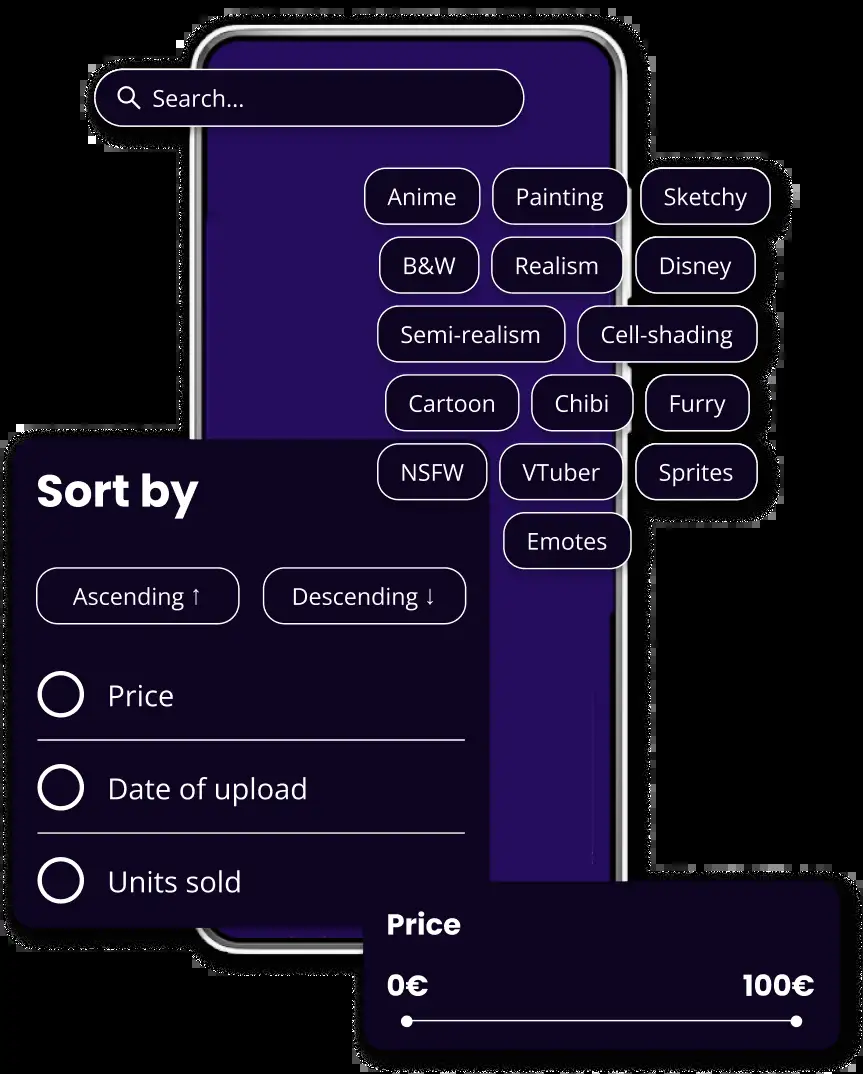 Search...
Anime Painting Sketchy
B&W Realism Disney
Semi-realism Cell-shading
Cartoon Chibi Furry
NSFW VTuber Sprites
Emotes
Sort by
Ascending ↑ Descending ↓
Price
Date of upload
Units sold
Price
0€ 100€